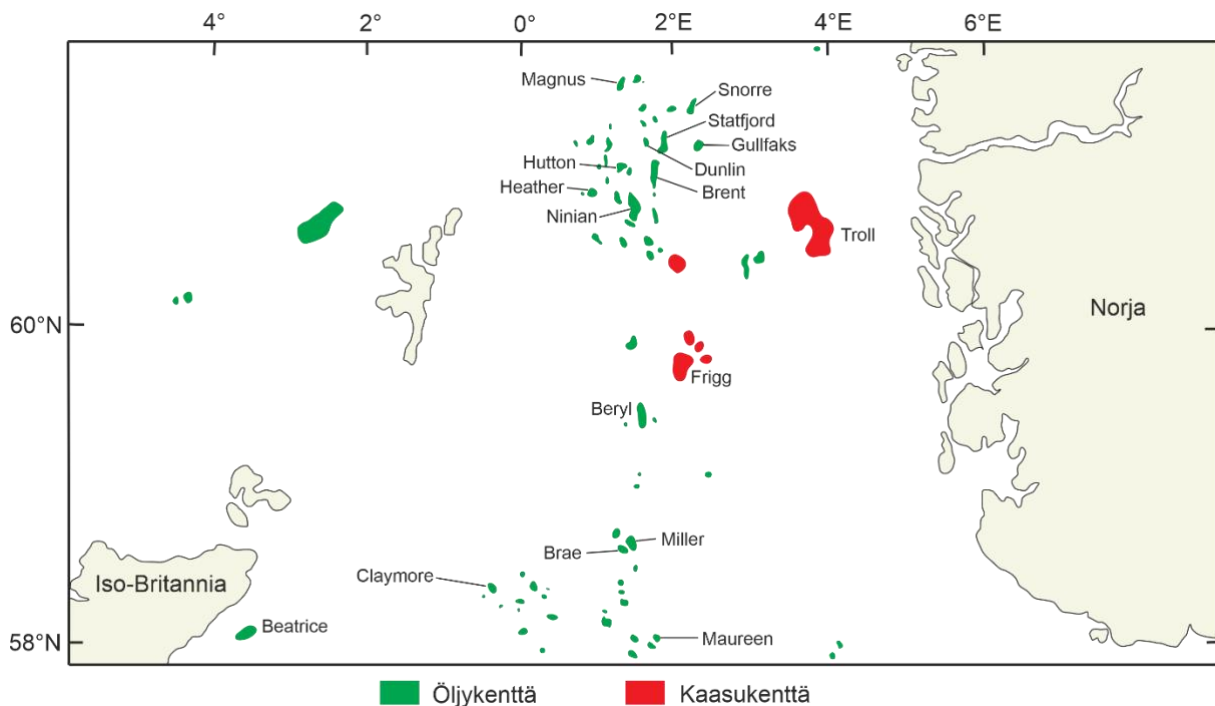 4° 2° 0° 2°E 4°E 6°E
Magnus
Snorre
Statfjord
Gullfaks
Hutton
Dunlin
Heather
Brent
Ninian
Troll
60°N
Norja
Frigg
Beryl
Miller
Brae
Claymore
Iso-Britannia
Beatrice
Maureen
58°N
Öljykenttä
Kaasukenttä